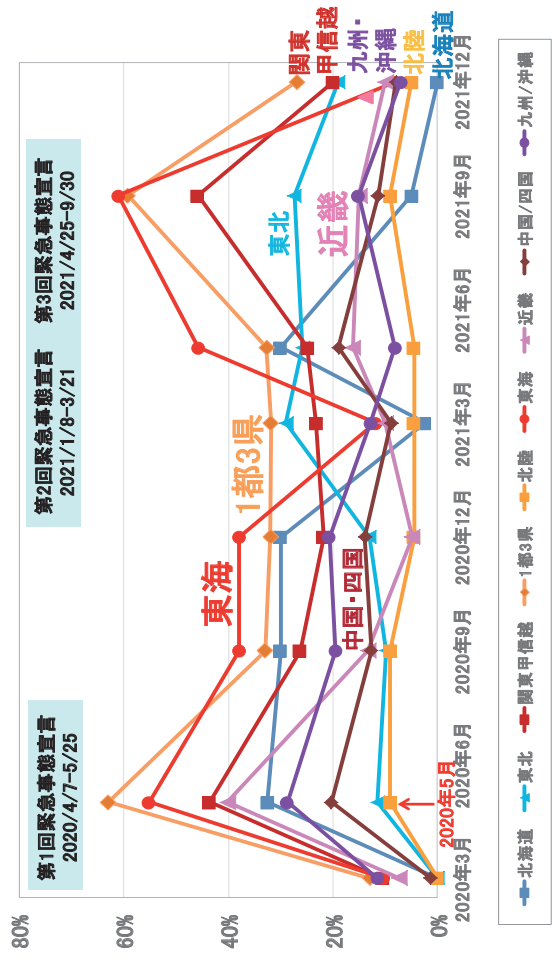 第1回緊急事態宣言
2020/4/7–5/25
第2回緊急事態宣言
2021/1/8–3/21
第3回緊急事態宣言
2021/4/25–9/30
80%
60%
40%
20%
0%
東海
1都3県
中国・四国
東北
近畿
関東
甲信越
九州・
沖縄
北陸
北海道
2020年5月
2020年3月
2020年6月
2020年9月
2020年12月
2021年3月
2021年6月
2021年9月
2021年12月
北海道 東北 関東甲信越 1都3県 北陸 東海 近畿 中国/四国 九州/沖縄